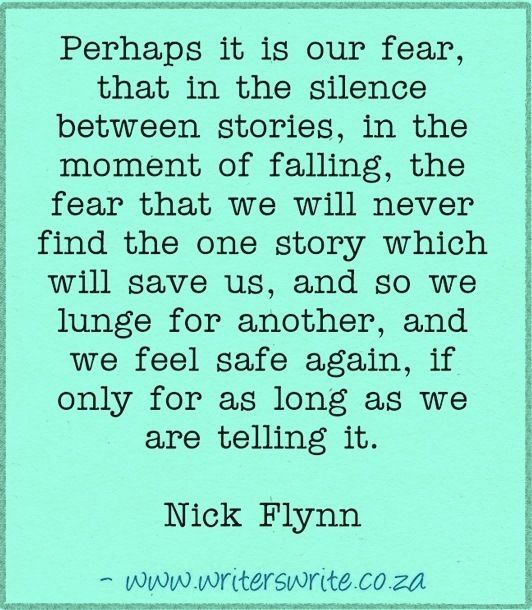 Perhaps it is our fear,
that in the silence
between stories, in the
moment of falling, the
fear that we will never
find the one story which
will save us, and so we
lunge for another, and
we feel safe again, if
only for as long as we
are telling it.
Nick Flynn
- www.writerswrite.co.za